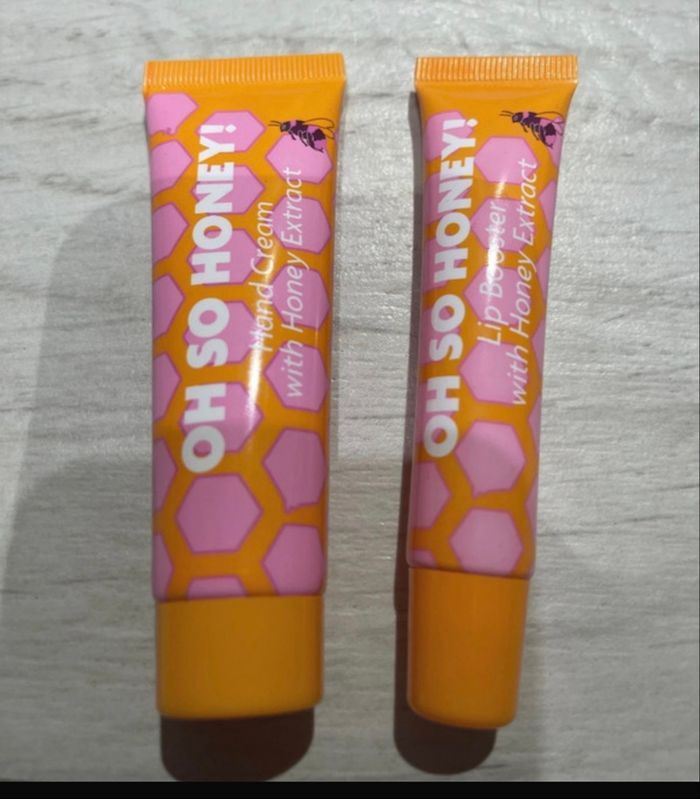 OH SO HONEY!
Hand Cream
with Honey Extract
OH SO HONEY!
Lip Booster
with Honey Extract